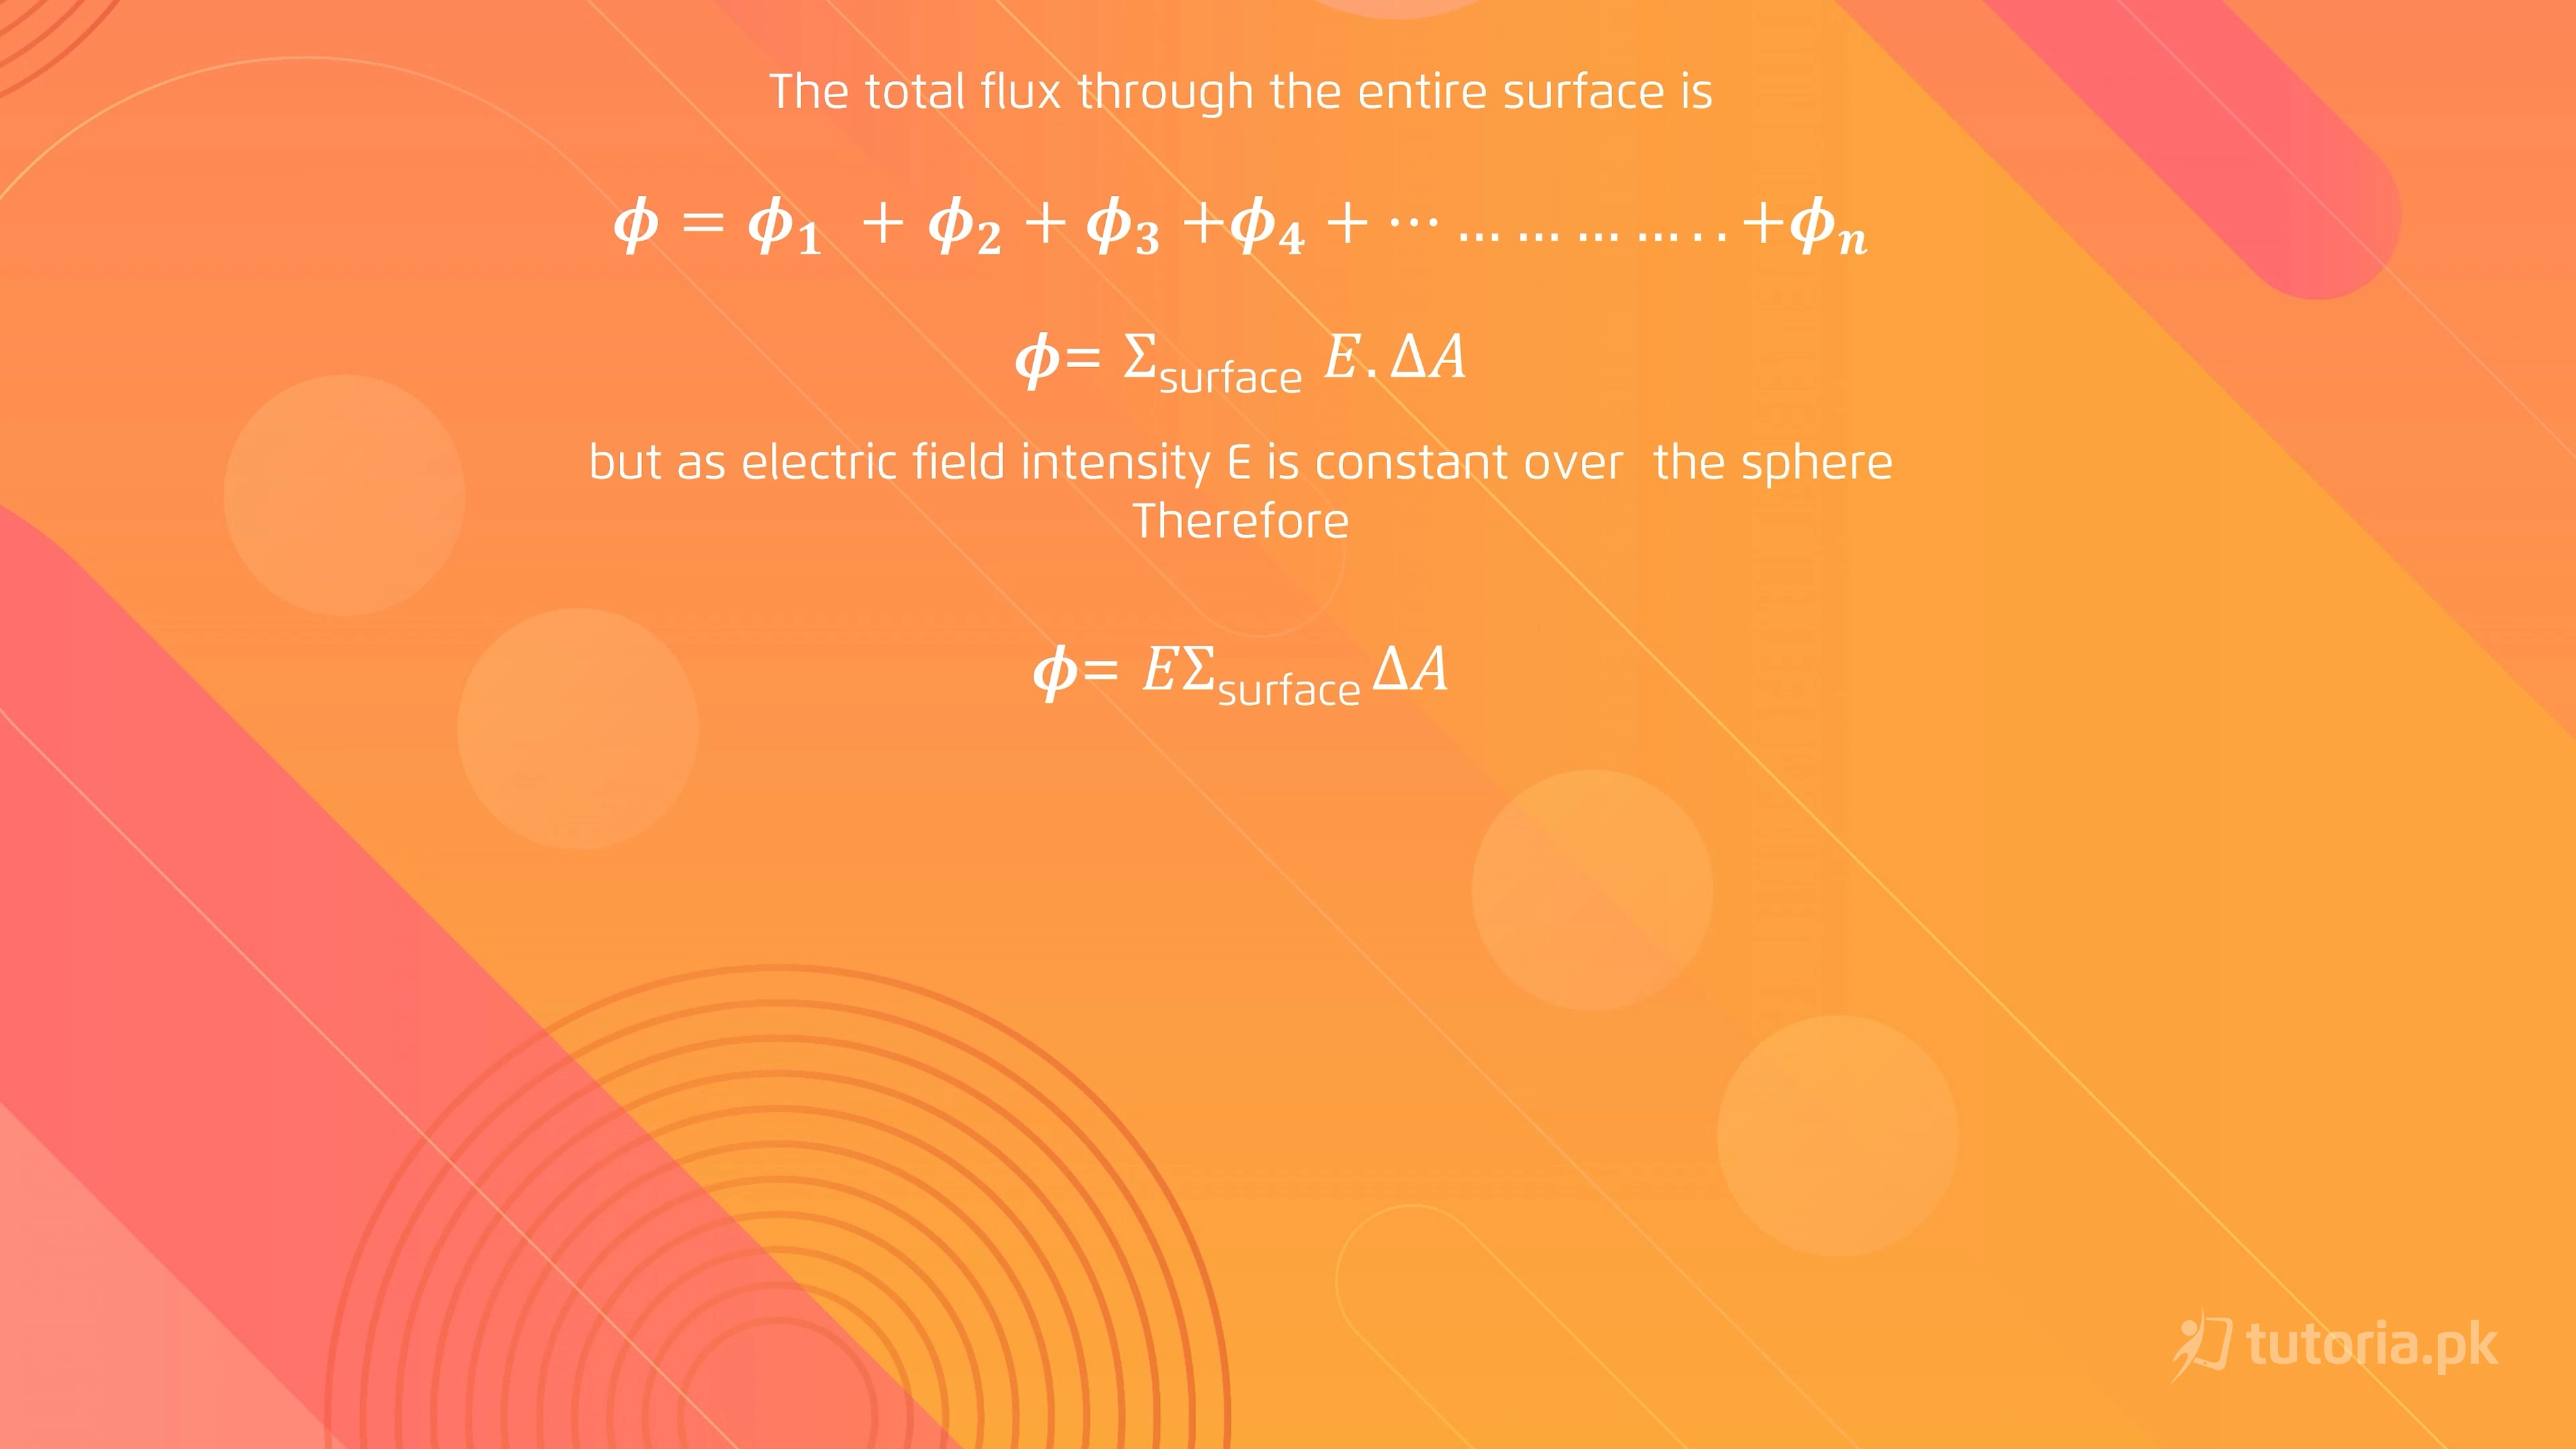 The total flux through the entire surface is
𝝓 = 𝝓₁ + 𝝓₂ + 𝝓₃ +𝝓₄ + ⋯ … … … … . . +𝝓ₙ
𝝓= Σsurface E . ΔA
but as electric field intensity E is constant over the sphere
Therefore
𝝓= EΣsurface ΔA
tutoria.pk